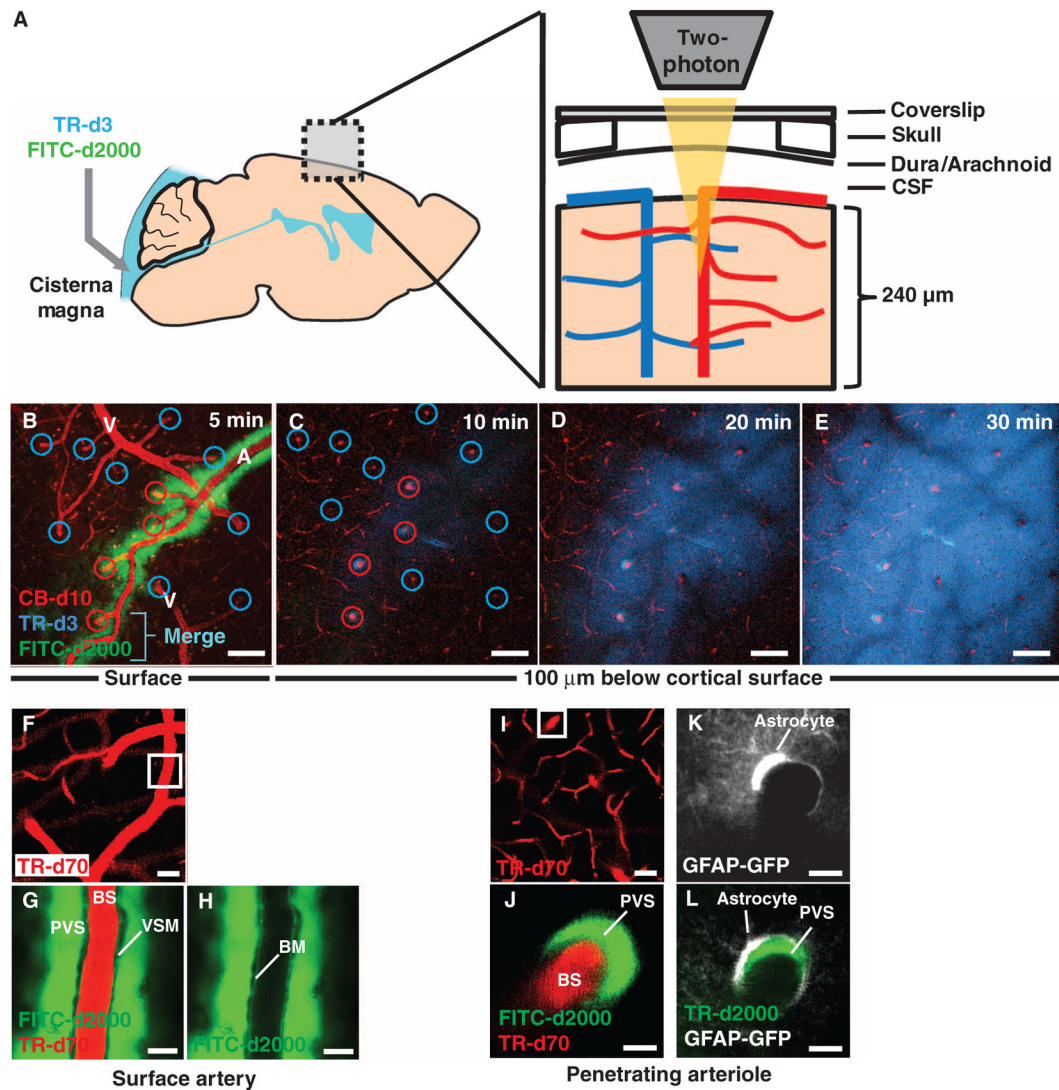 A
TR-d3
FITC-d2000
Cisterna
magna
Two-
photon
Coverslip
Skull
Dura/Arachnoid
CSF
240 µm
B
V
5 min
A
V
CB-d10
TR-d3
FITC-d2000
Merge
C
10 min
D
20 min
E
30 min
Surface
100 µm below cortical surface
F
TR-d70
G
BS
PVS
VSM
FITC-d2000
TR-d70
H
BM
FITC-d2000
Surface artery
I
TR-d70
J
PVS
BS
FITC-d2000
TR-d70
K
Astrocyte
GFAP-GFP
L
Astrocyte
PVS
TR-d2000
GFAP-GFP
Penetrating arteriole